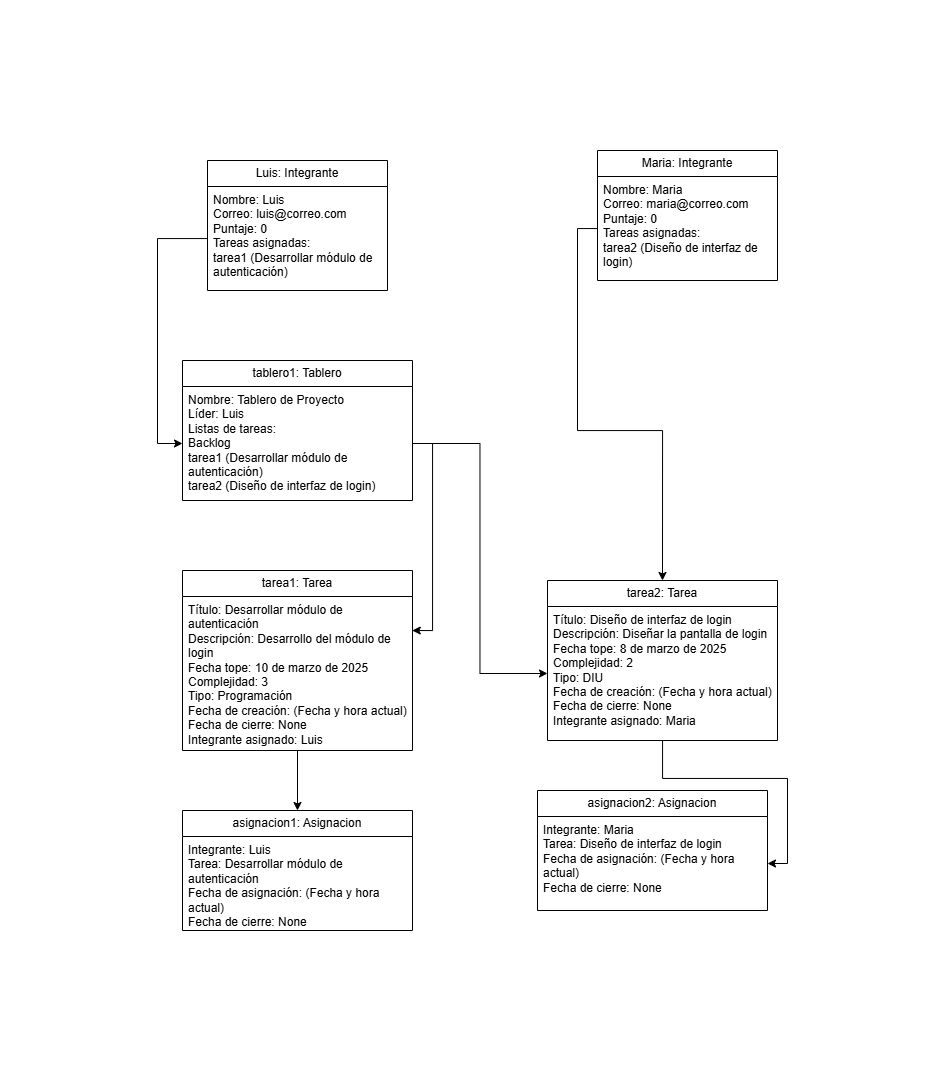 Luis: Integrante
Nombre: Luis
Correo: luis@correo.com
Puntaje: 0
Tareas asignadas:
tarea1 (Desarrollar módulo de
autenticación)
Maria: Integrante
Nombre: Maria
Correo: maria@correo.com
Puntaje: 0
Tareas asignadas:
tarea2 (Diseño de interfaz de
login)
tablero1: Tablero
Nombre: Tablero de Proyecto
Líder: Luis
Listas de tareas:
Backlog
tarea1 (Desarrollar módulo de
autenticación)
tarea2 (Diseño de interfaz de login)
tarea1: Tarea
Título: Desarrollar módulo de
autenticación
Descripción: Desarrollo del módulo de
login
Fecha tope: 10 de marzo de 2025
Complejidad: 3
Tipo: Programación
Fecha de creación: (Fecha y hora actual)
Fecha de cierre: None
Integrante asignado: Luis
tarea2: Tarea
Título: Diseño de interfaz de login
Descripción: Diseñar la pantalla de login
Fecha tope: 8 de marzo de 2025
Complejidad: 2
Tipo: DIU
Fecha de creación: (Fecha y hora actual)
Fecha de cierre: None
Integrante asignado: Maria
asignacion1: Asignacion
Integrante: Luis
Tarea: Desarrollar módulo de
autenticación
Fecha de asignación: (Fecha y hora
actual)
Fecha de cierre: None
asignacion2: Asignacion
Integrante: Maria
Tarea: Diseño de interfaz de login
Fecha de asignación: (Fecha y hora
actual)
Fecha de cierre: None